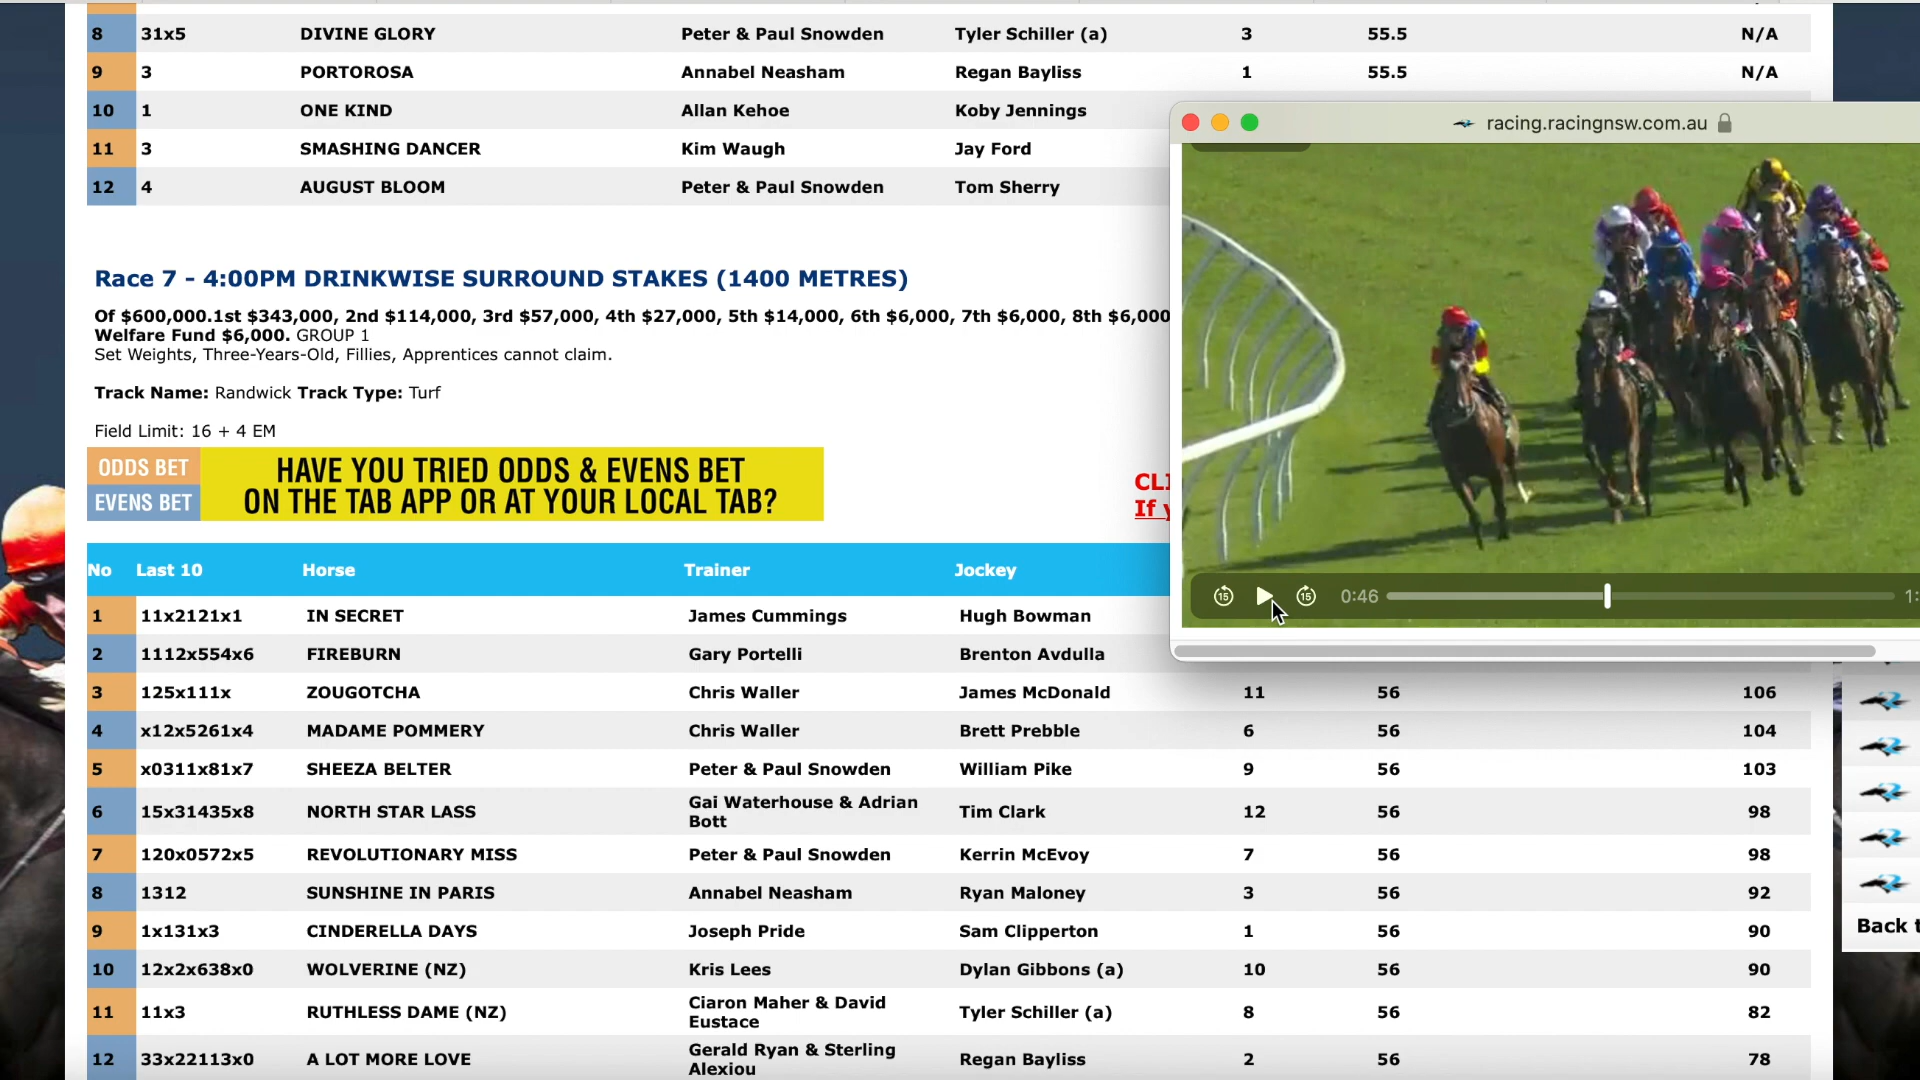 8 31x5 DIVINE GLORY Peter & Paul Snowden Tyler Schiller (a) 3 55.5 N/A
9 3 PORTOROSA Annabel Neasham Regan Bayliss 1 55.5 N/A
10 1 ONE KIND Allan Kehoe Koby Jennings
11 3 SMASHING DANCER Kim Waugh Jay Ford
12 4 AUGUST BLOOM Peter & Paul Snowden Tom Sherry
racing.racingnsw.com.au
Race 7 - 4:00PM DRINKWISE SURROUND STAKES (1400 METRES)
Of $600,000.1st $343,000, 2nd $114,000, 3rd $57,000, 4th $27,000, 5th $14,000, 6th $6,000, 7th $6,000, 8th $6,000
Welfare Fund $6,000. GROUP 1
Set Weights, Three-Years-Old, Fillies, Apprentices cannot claim.
Track Name: Randwick Track Type: Turf
Field Limit: 16 + 4 EM
ODDS BET
EVENS BET
HAVE YOU TRIED ODDS & EVENS BET
ON THE TAB APP OR AT YOUR LOCAL TAB?
If
15 15 0:46 1:
No Last 10 Horse Trainer Jockey
1 11x2121x1 IN SECRET James Cummings Hugh Bowman
2 1112x554x6 FIREBURN Gary Portelli Brenton Avdulla
3 125x111x ZOUGOTCHA Chris Waller James McDonald 11 56 106
4 x12x5261x4 MADAME POMMERY Chris Waller Brett Prebble 6 56 104
5 x0311x81x7 SHEEZA BELTER Peter & Paul Snowden William Pike 9 56 103
6 15x31435x8 NORTH STAR LASS Gai Waterhouse & Adrian Bott Tim Clark 12 56 98
7 120x0572x5 REVOLUTIONARY MISS Peter & Paul Snowden Kerrin McEvoy 7 56 98
8 1312 SUNSHINE IN PARIS Annabel Neasham Ryan Maloney 3 56 92
9 1x131x3 CINDERELLA DAYS Joseph Pride Sam Clipperton 1 56 90
10 12x2x638x0 WOLVERINE (NZ) Kris Lees Dylan Gibbons (a) 10 56 90
11 11x3 RUTHLESS DAME (NZ) Ciaron Maher & David Eustace Tyler Schiller (a) 8 56 82
12 33x22113x0 A LOT MORE LOVE Gerald Ryan & Sterling Alexiou Regan Bayliss 2 56 78
Back